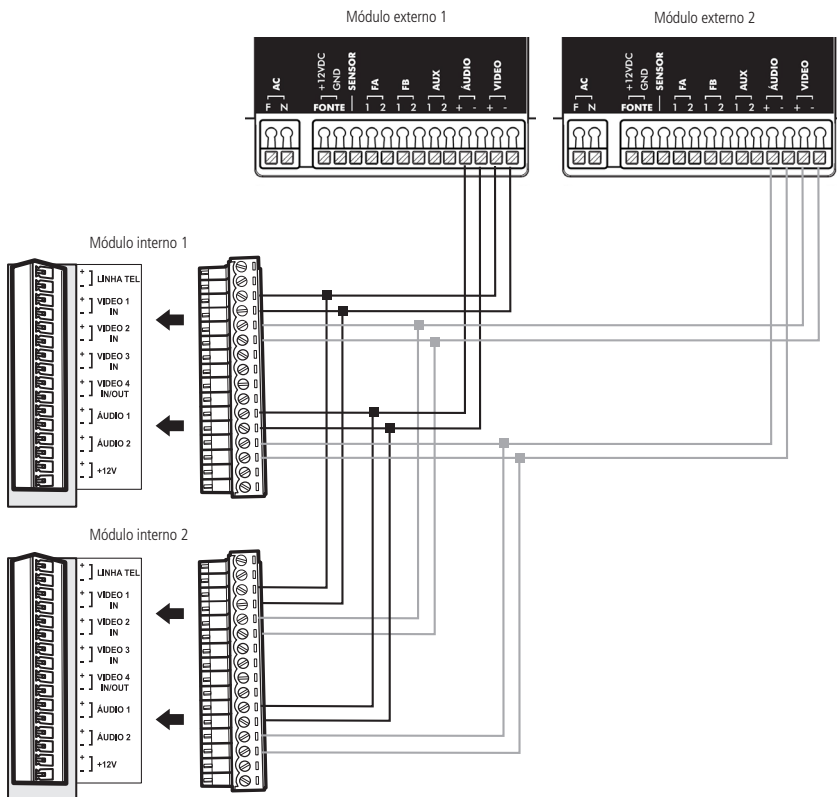 Módulo externo 1
AC
F N
+12VDC
GND
FONTE
SENSOR
FA
1 2
FB
1 2
AUX
1 2
ÁUDIO
+ -
VIDEO
+ -
Módulo externo 2
AC
F N
+12VDC
GND
FONTE
SENSOR
FA
1 2
FB
1 2
AUX
1 2
ÁUDIO
+ -
VIDEO
+ -
Módulo interno 1
+
-
LINHA TEL
+
-
VIDEO 1
IN
+
-
VIDEO 2
IN
+
-
VIDEO 3
IN
+
-
VIDEO 4
IN/OUT
+
-
ÁUDIO 1
+
-
ÁUDIO 2
+
-
+12V
Módulo interno 2
+
-
LINHA TEL
+
-
VIDEO 1
IN
+
-
VIDEO 2
IN
+
-
VIDEO 3
IN
+
-
VIDEO 4
IN/OUT
+
-
ÁUDIO 1
+
-
ÁUDIO 2
+
-
+12V